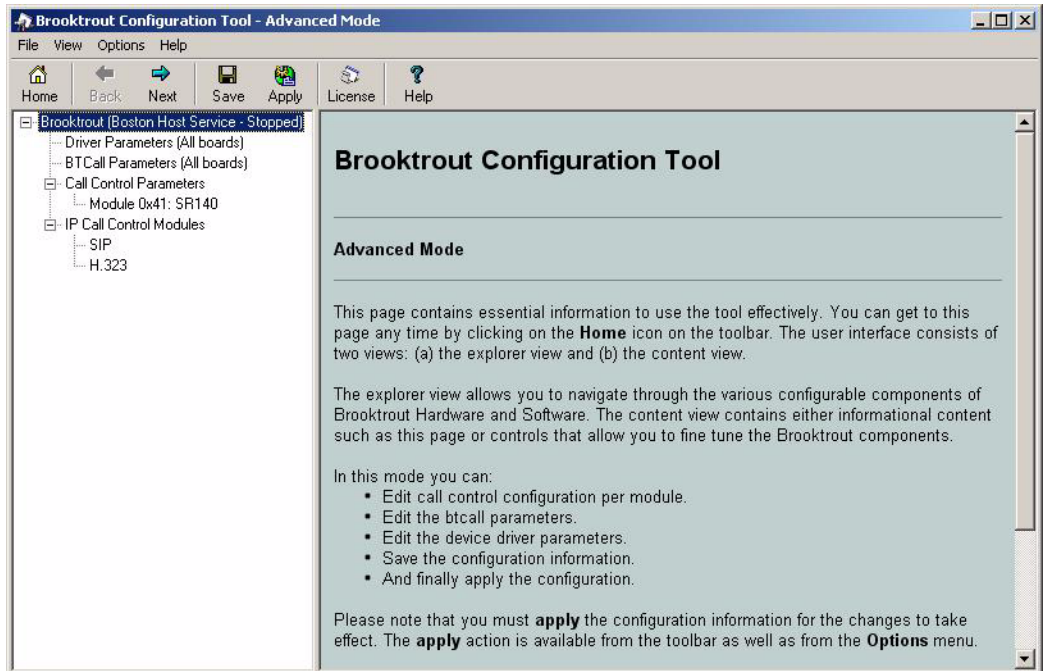 Brooktrout Configuration Tool - Advanced Mode
File View Options Help
Home Back Next Save Apply License Help
Brooktrout (Boston Host Service - Stopped)
Driver Parameters (All boards)
BTCall Parameters (All boards)
Call Control Parameters
Module 0x41: SR140
IP Call Control Modules
SIP
H.323
Brooktrout Configuration Tool
Advanced Mode
This page contains essential information to use the tool effectively. You can get to this
page any time by clicking on the Home icon on the toolbar. The user interface consists of
two views: (a) the explorer view and (b) the content view.
The explorer view allows you to navigate through the various configurable components of
Brooktrout Hardware and Software. The content view contains either informational content
such as this page or controls that allow you to fine tune the Brooktrout components.
In this mode you can:
• Edit call control configuration per module.
• Edit the btcall parameters.
• Edit the device driver parameters.
• Save the configuration information.
• And finally apply the configuration.
Please note that you must apply the configuration information for the changes to take
effect. The apply action is available from the toolbar as well as from the Options menu.